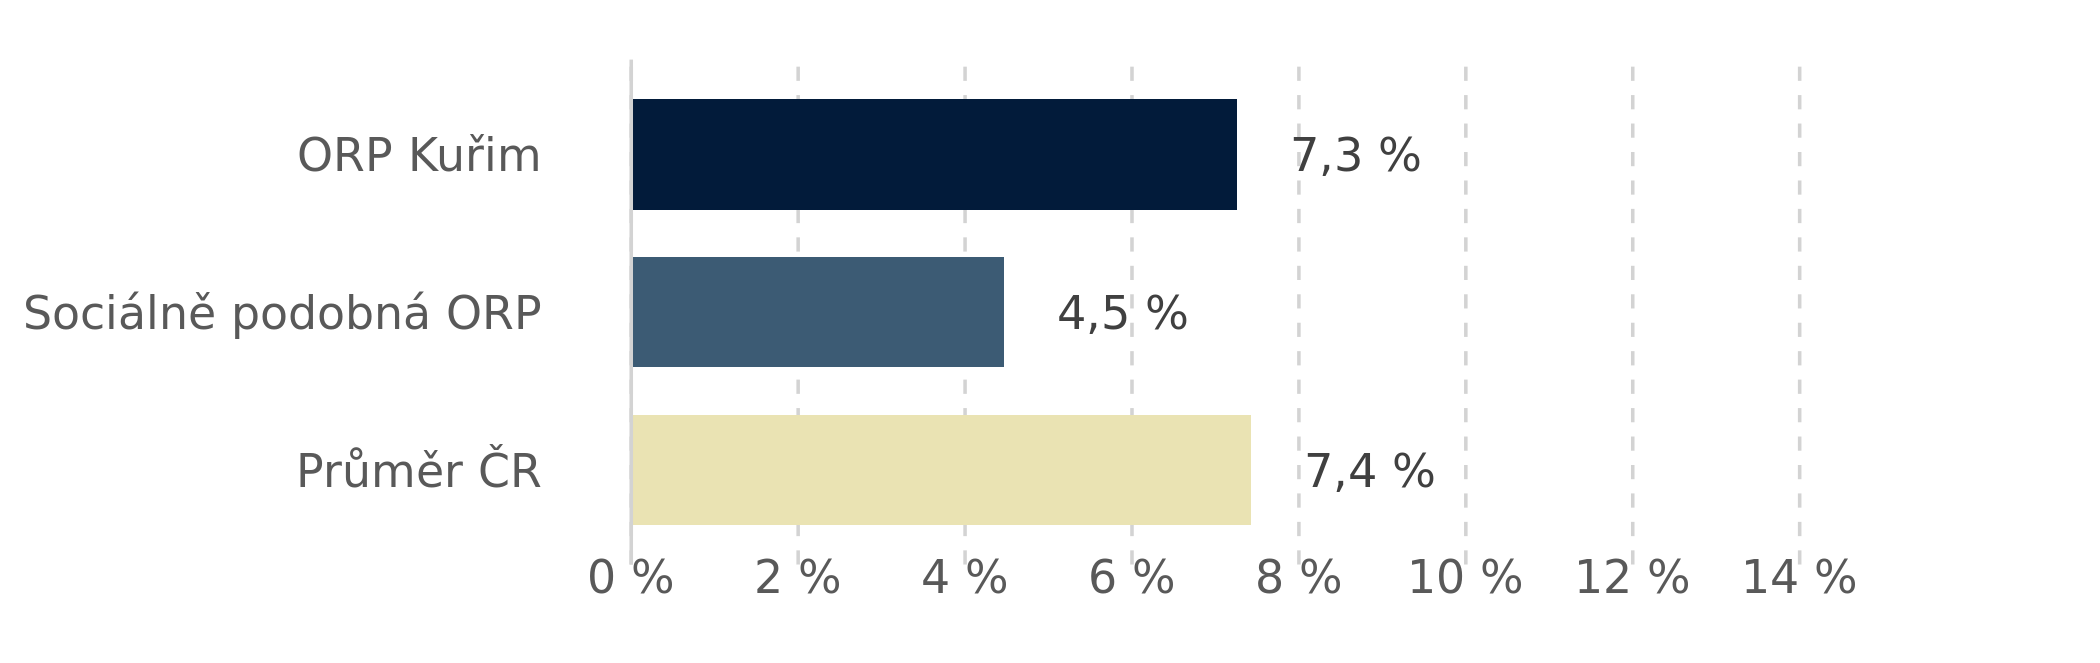 ORP Kuřim
7,3 %
Sociálně podobná ORP
4,5 %
Průměr ČR
7,4 %
0 % 2 % 4 % 6 % 8 % 10 % 12 % 14 %